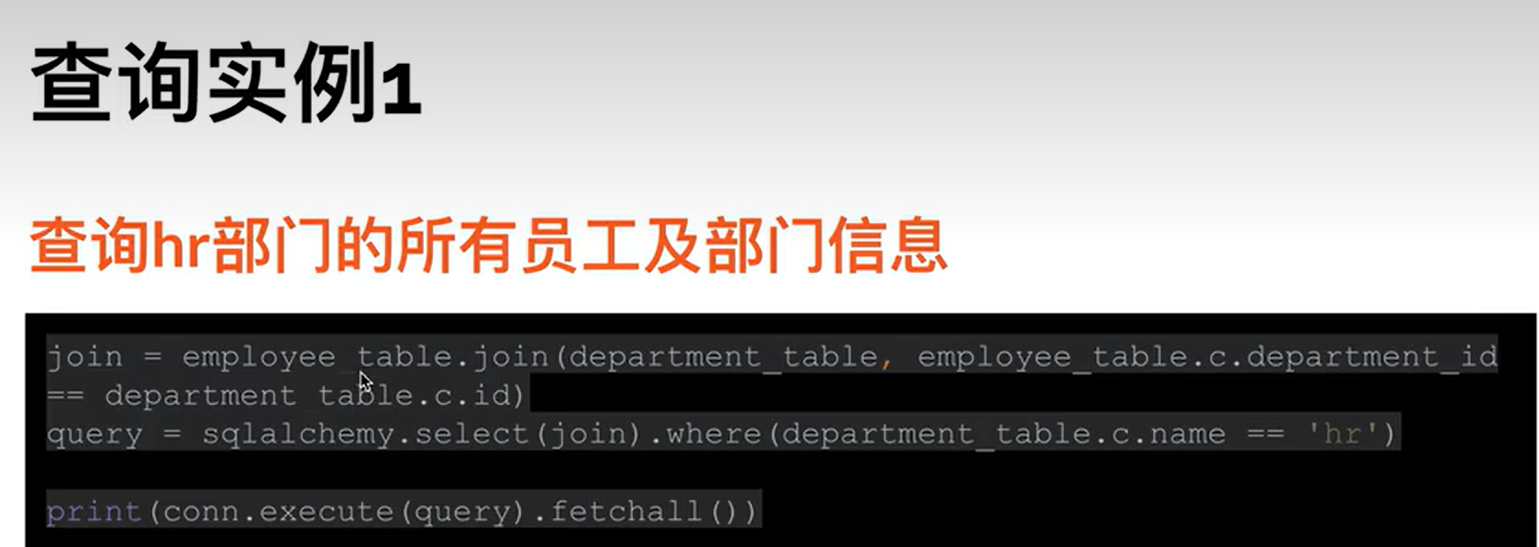 查询实例1
查询hr部门的所有员工及部门信息
join = employee_table.join(department_table, employee_table.c.department_id
== department_table.c.id)
query = sqlalchemy.select(join).where(department_table.c.name == 'hr')
print(conn.execute(query).fetchall())